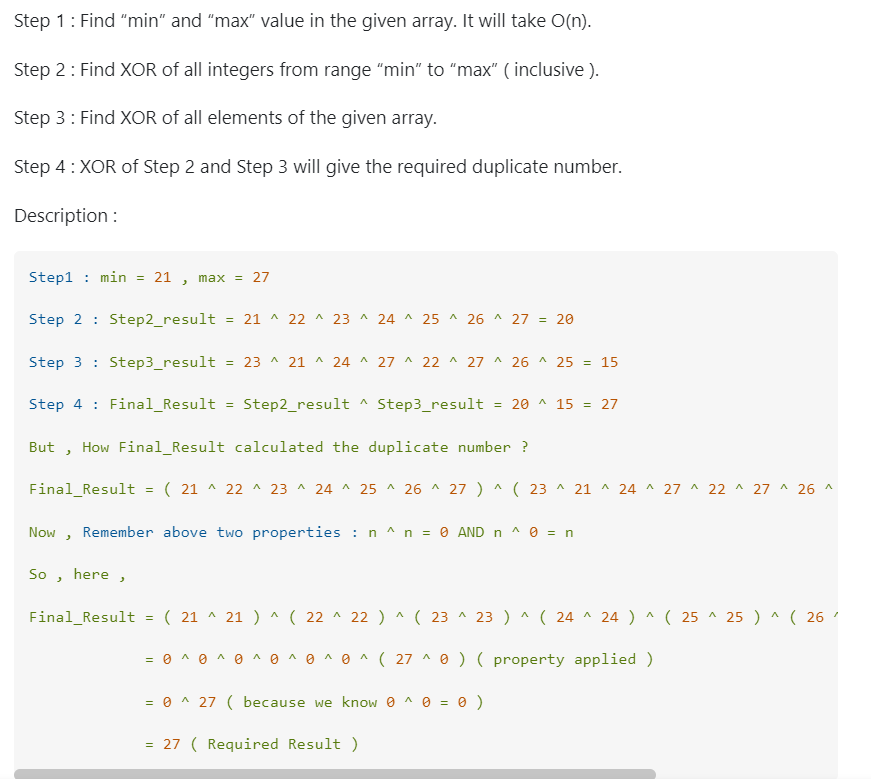 Step 1 : Find “min” and “max” value in the given array. It will take O(n).
Step 2 : Find XOR of all integers from range “min” to “max” ( inclusive ).
Step 3 : Find XOR of all elements of the given array.
Step 4 : XOR of Step 2 and Step 3 will give the required duplicate number.
Description :
Step1 : min = 21 , max = 27
Step 2 : Step2_result = 21 ^ 22 ^ 23 ^ 24 ^ 25 ^ 26 ^ 27 = 20
Step 3 : Step3_result = 23 ^ 21 ^ 24 ^ 27 ^ 22 ^ 27 ^ 26 ^ 25 = 15
Step 4 : Final_Result = Step2_result ^ Step3_result = 20 ^ 15 = 27
But , How Final_Result calculated the duplicate number ?
Final_Result = ( 21 ^ 22 ^ 23 ^ 24 ^ 25 ^ 26 ^ 27 ) ^ ( 23 ^ 21 ^ 24 ^ 27 ^ 22 ^ 27 ^ 26 ^
Now , Remember above two properties : n ^ n = 0 AND n ^ 0 = n
So , here ,
Final_Result = ( 21 ^ 21 ) ^ ( 22 ^ 22 ) ^ ( 23 ^ 23 ) ^ ( 24 ^ 24 ) ^ ( 25 ^ 25 ) ^ ( 26 ^
= 0 ^ 0 ^ 0 ^ 0 ^ 0 ^ 0 ^ ( 27 ^ 0 ) ( property applied )
= 0 ^ 27 ( because we know 0 ^ 0 = 0 )
= 27 ( Required Result )